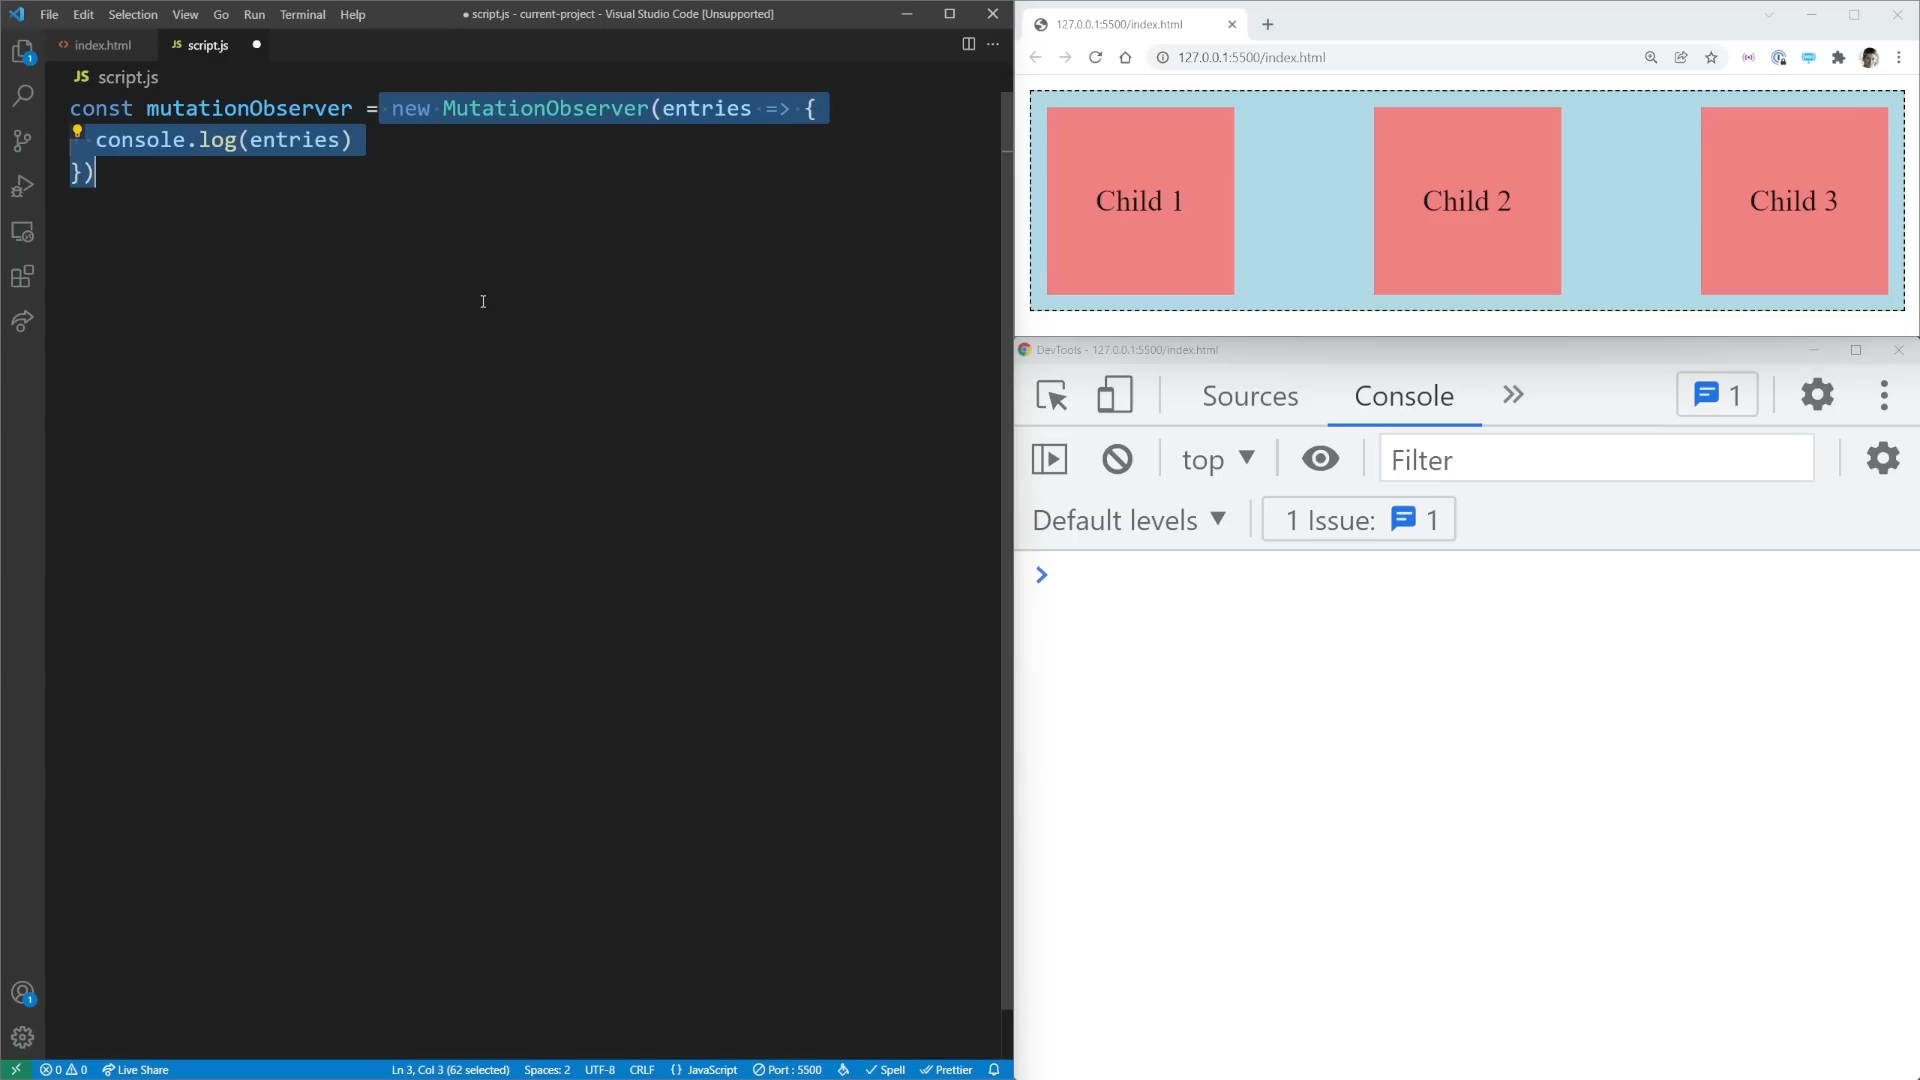 File Edit Selection View Go Run Terminal Help
● script.js - current-project - Visual Studio Code [Unsupported]
index.html
JS script.js
JS script.js
const mutationObserver = new MutationObserver(entries => {
console.log(entries)
})
1
1
0 0 Live Share
Ln 3, Col 3 (62 selected) Spaces: 2 UTF-8 CRLF {} JavaScript Port : 5500 Spell Prettier
127.0.0.1:5500/index.html
127.0.0.1:5500/index.html
Child 1 Child 2 Child 3
DevTools - 127.0.0.1:5500/index.html
Sources Console 1
top Filter
Default levels 1 Issue: 1